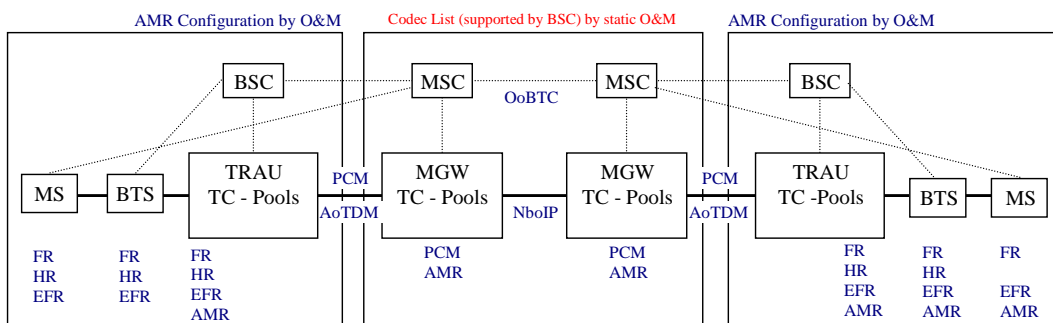 AMR Configuration by O&M
Codec List (supported by BSC) by static O&M
AMR Configuration by O&M
BSC
MSC
MSC
BSC
OoBTC
MS
BTS
TRAU
TC - Pools
PCM
AoTDM
MGW
TC - Pools
NboIP
MGW
TC - Pools
PCM
AoTDM
TRAU
TC -Pools
BTS
MS
FR
HR
EFR
FR
HR
EFR
FR
HR
EFR
AMR
PCM
AMR
PCM
AMR
FR
HR
EFR
AMR
FR
HR
EFR
AMR
FR
EFR
AMR